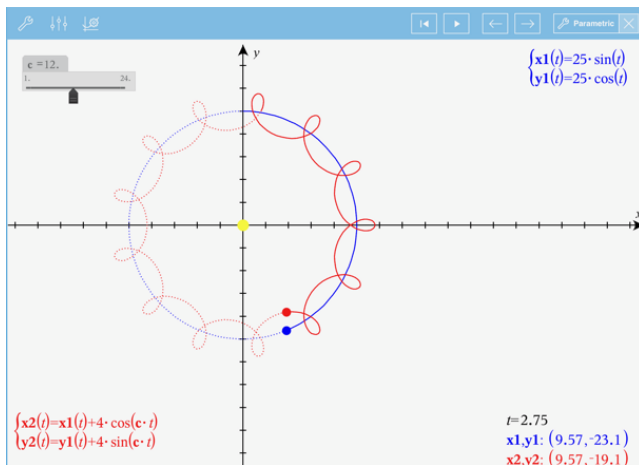 Parametric
y
c =12.
1. 24.
x1(t)=25· sin(t)
y1(t)=25· cos(t)
x
x2(t)=x1(t)+4· cos(c· t)
y2(t)=y1(t)+4· sin(c· t)
t=2.75
x1,y1: (9.57,-23.1)
x2,y2: (9.57,-19.1)